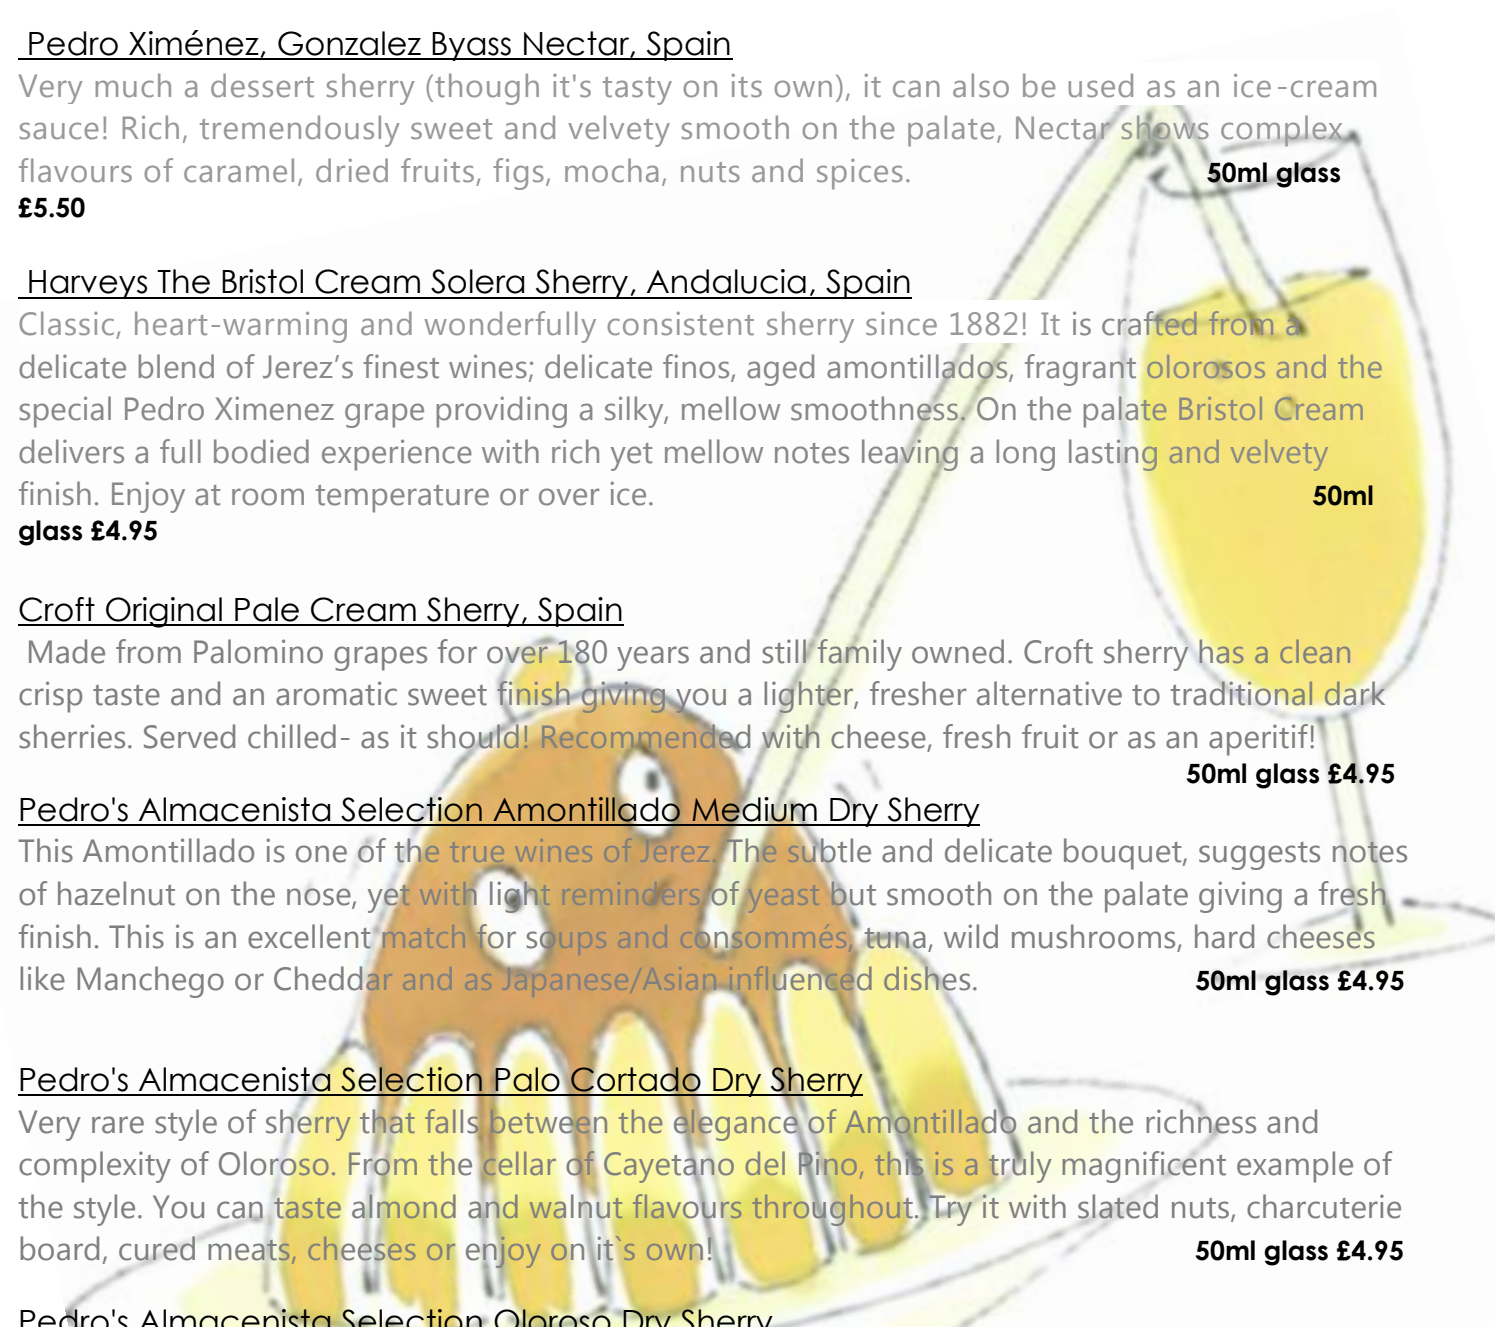 Pedro Ximénez, Gonzalez Byass Nectar, Spain
Very much a dessert sherry (though it's tasty on its own), it can also be used as an ice-cream
sauce! Rich, tremendously sweet and velvety smooth on the palate, Nectar shows complex
flavours of caramel, dried fruits, figs, mocha, nuts and spices. 50ml glass
£5.50
Harveys The Bristol Cream Solera Sherry, Andalucia, Spain
Classic, heart-warming and wonderfully consistent sherry since 1882! It is crafted from a
delicate blend of Jerez’s finest wines; delicate finos, aged amontillados, fragrant olorosos and the
special Pedro Ximenez grape providing a silky, mellow smoothness. On the palate Bristol Cream
delivers a full bodied experience with rich yet mellow notes leaving a long lasting and velvety
finish. Enjoy at room temperature or over ice. 50ml
glass £4.95
Croft Original Pale Cream Sherry, Spain
Made from Palomino grapes for over 180 years and still family owned. Croft sherry has a clean
crisp taste and an aromatic sweet finish giving you a lighter, fresher alternative to traditional dark
sherries. Served chilled- as it should! Recommended with cheese, fresh fruit or as an aperitif!
50ml glass £4.95
Pedro's Almacenista Selection Amontillado Medium Dry Sherry
This Amontillado is one of the true wines of Jerez. The subtle and delicate bouquet, suggests notes
of hazelnut on the nose, yet with light reminders of yeast but smooth on the palate giving a fresh
finish. This is an excellent match for soups and consommés, tuna, wild mushrooms, hard cheeses
like Manchego or Cheddar and as Japanese/Asian influenced dishes. 50ml glass £4.95
Pedro's Almacenista Selection Palo Cortado Dry Sherry
Very rare style of sherry that falls between the elegance of Amontillado and the richness and
complexity of Oloroso. From the cellar of Cayetano del Pino, this is a truly magnificent example of
the style. You can taste almond and walnut flavours throughout. Try it with slated nuts, charcuterie
board, cured meats, cheeses or enjoy on it`s own! 50ml glass £4.95
Pedro's Almacenista Selection Oloroso Dry Sherry